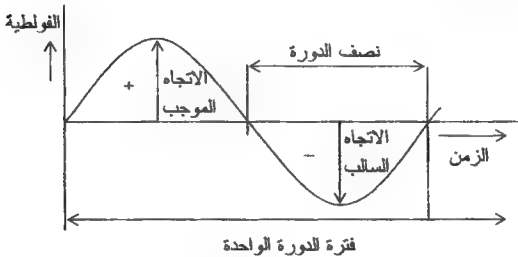 الفولطية
نصف الدورة
+
الاتجاه
الموجب
الاتجاه
السالب
−
الزمن
فترة الدورة الواحدة